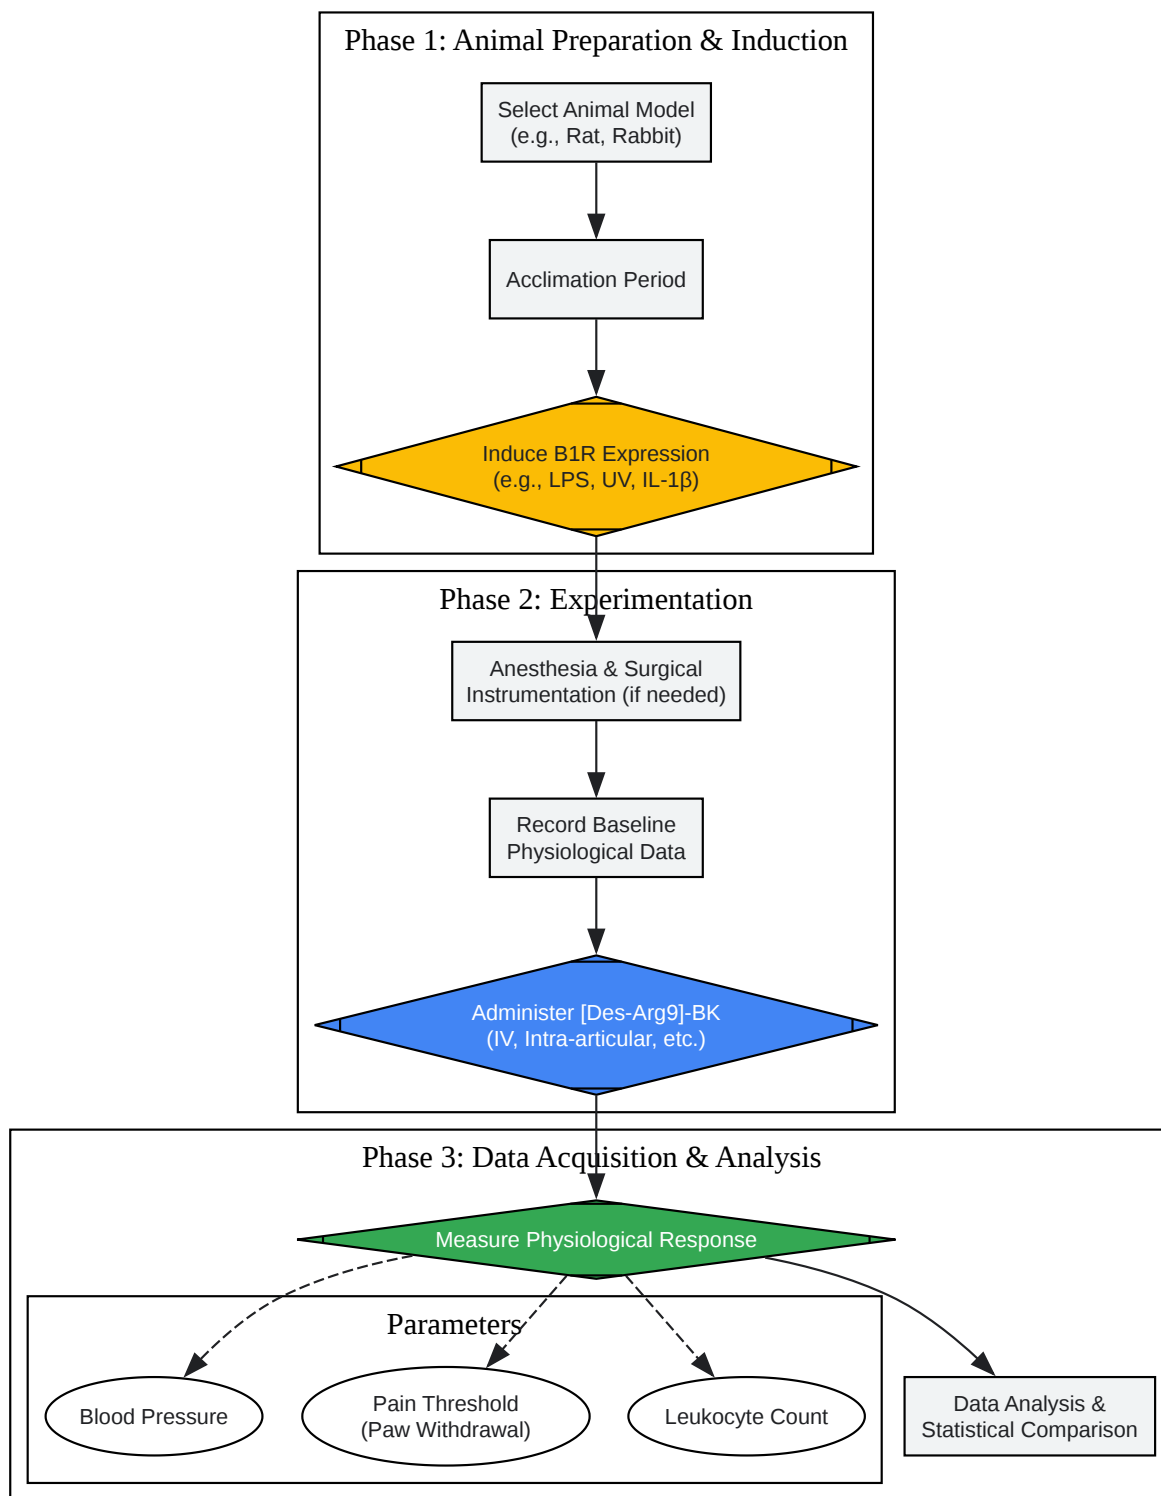 Phase 1: Animal Preparation & Induction
Select Animal Model
(e.g., Rat, Rabbit)
Acclimation Period
Induce B1R Expression
(e.g., LPS, UV, IL-1β)
Phase 2: Experimentation
Anesthesia & Surgical
Instrumentation (if needed)
Record Baseline
Physiological Data
Administer [Des-Arg9]-BK
(IV, Intra-articular, etc.)
Phase 3: Data Acquisition & Analysis
Measure Physiological Response
Parameters
Blood Pressure
Pain Threshold
(Paw Withdrawal)
Leukocyte Count
Data Analysis &
Statistical Comparison